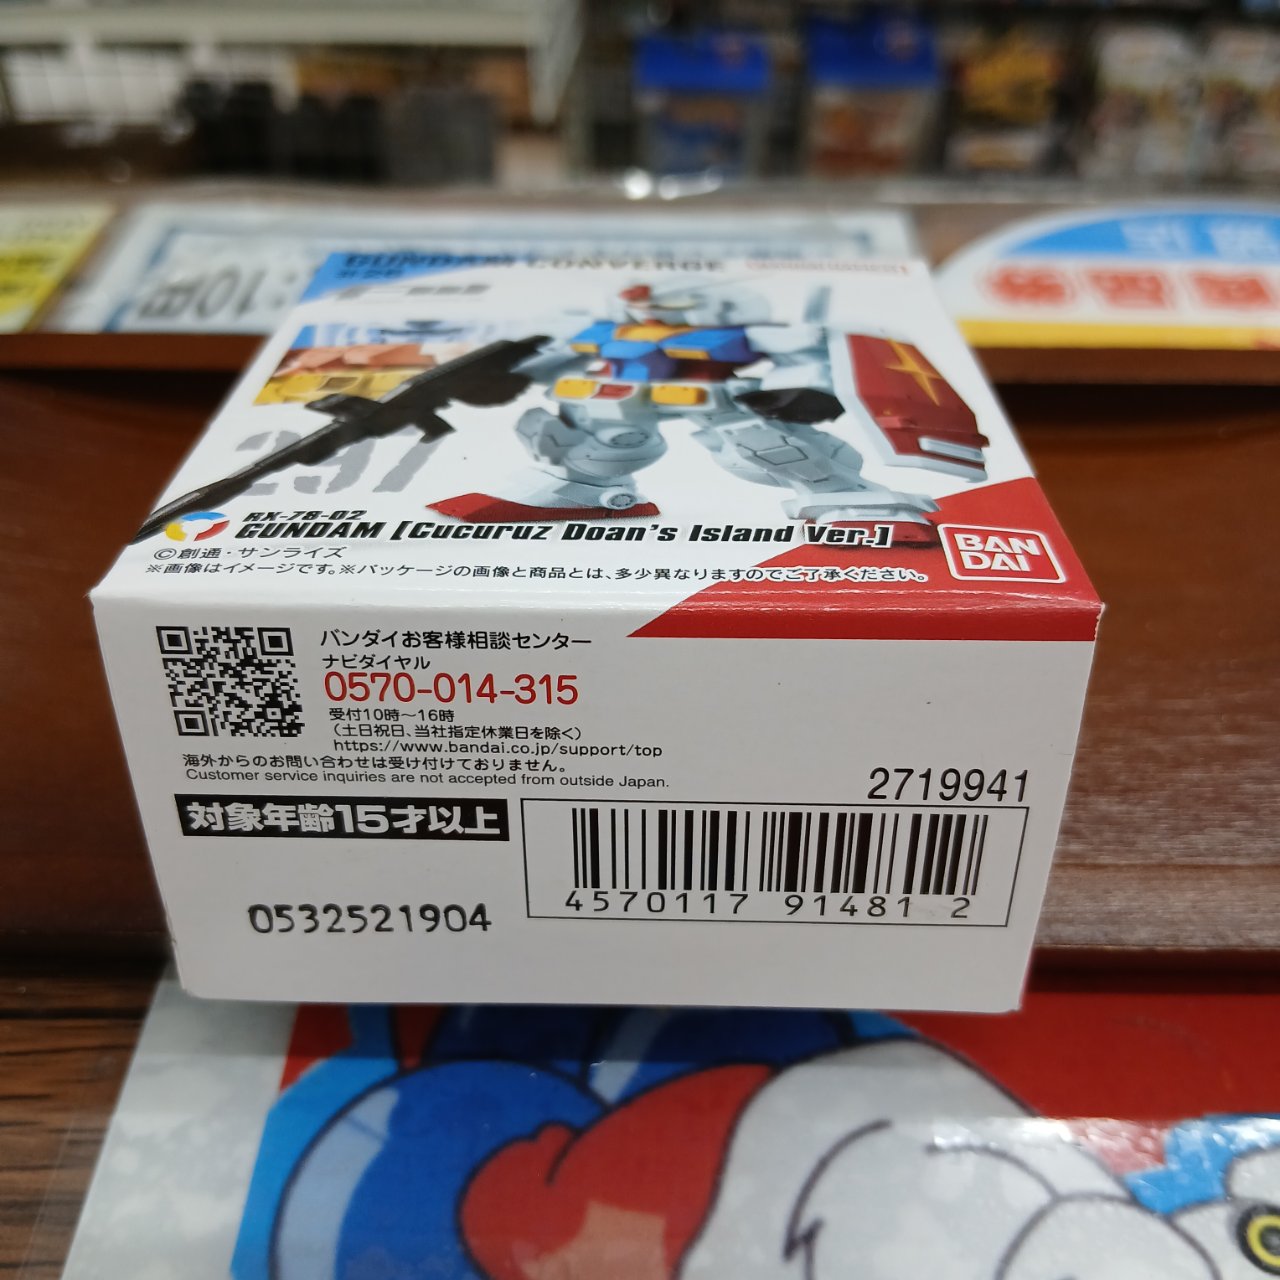 GUNDAM CONVERGE
297
RX-78-02
GUNDAM [Cucuruz Doan's Island Ver.]
©創通・サンライズ
※画像はイメージです。※パッケージの画像と商品とは、多少異なりますのでご了承ください。
BAN
DAI
バンダイお客様相談センター
ナビダイヤル
0570-014-315
受付10時〜16時
(土日祝日、当社指定休業日を除く)
https://www.bandai.co.jp/support/top
海外からのお問い合わせは受け付けておりません。
Customer service inquiries are not accepted from outside Japan.
対象年齢15才以上
2719941
4570117 914812
0532521904